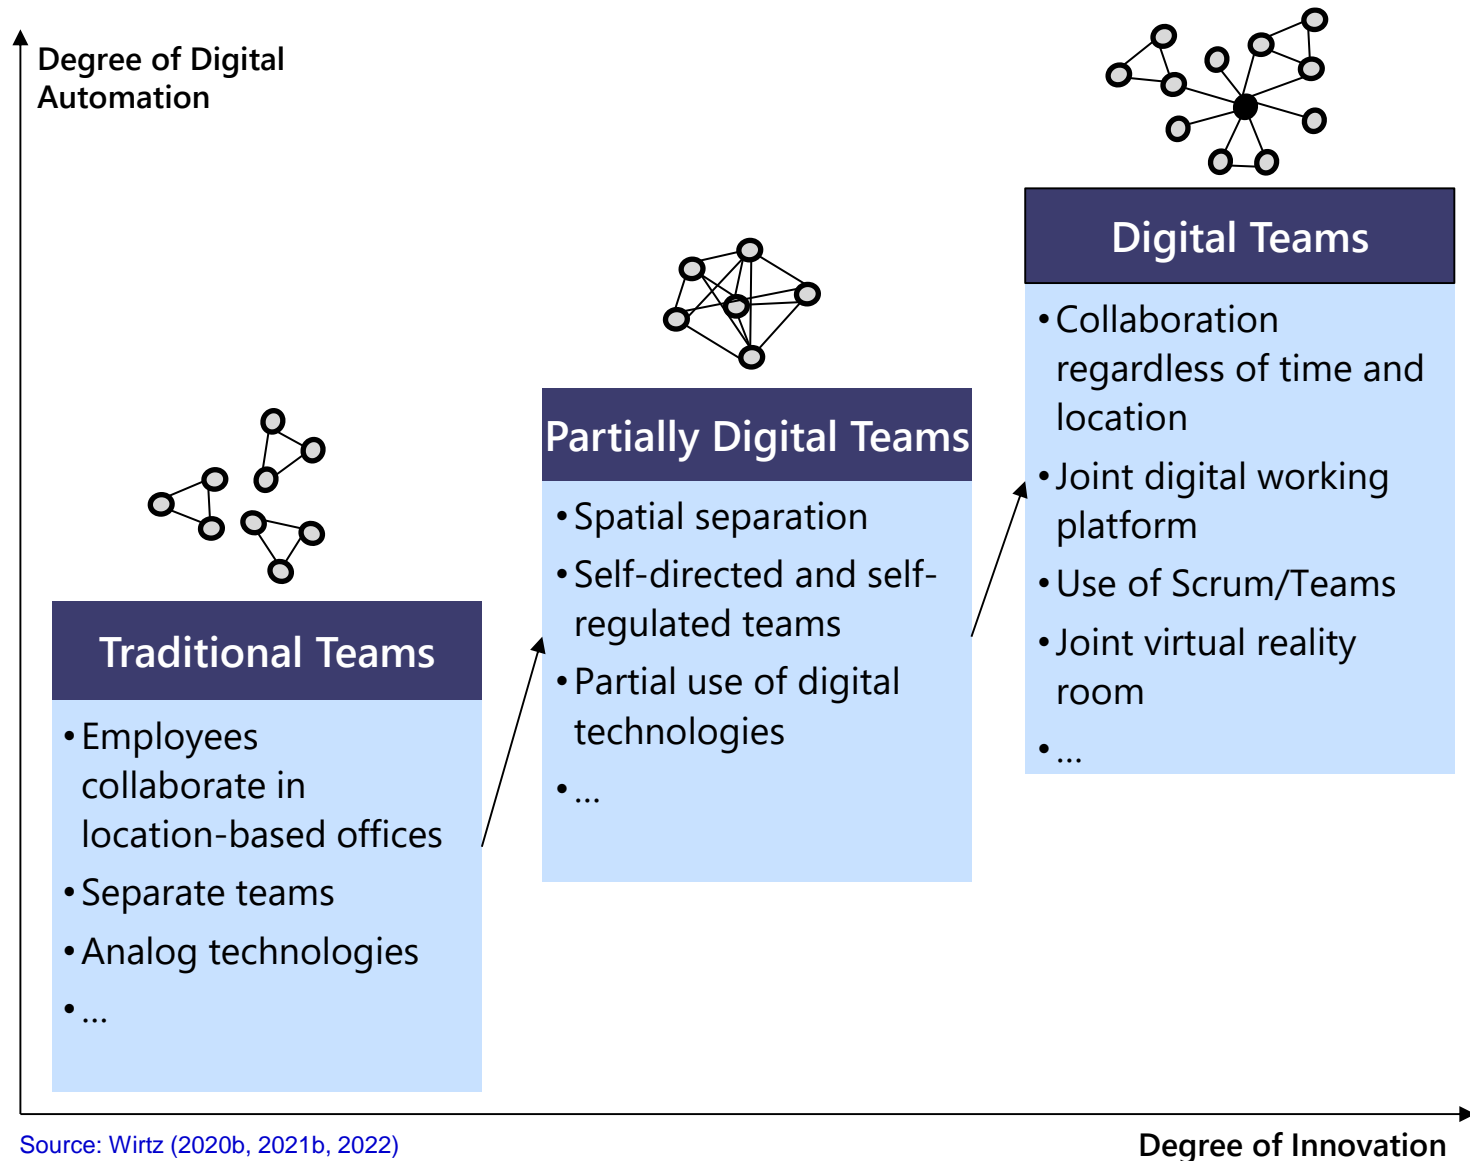 Degree of Digital
Automation
Digital Teams
• Collaboration
regardless of time and
location
• Joint digital working
platform
• Use of Scrum/Teams
• Joint virtual reality
room
• ...
Partially Digital Teams
• Spatial separation
• Self-directed and self-
regulated teams
• Partial use of digital
technologies
• ...
Traditional Teams
• Employees
collaborate in
location-based offices
• Separate teams
• Analog technologies
• ...
Source: Wirtz (2020b, 2021b, 2022)
Degree of Innovation